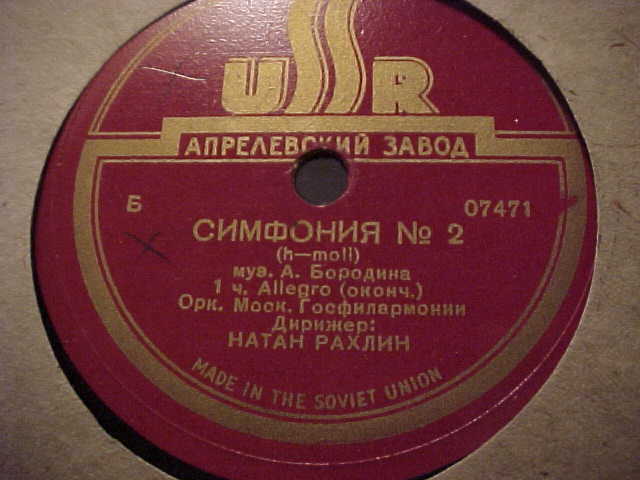 USSR
АПРЕЛЕВСКИЙ ЗАВОД
Б 07471
СИМФОНИЯ № 2
(h—moll)
муз. А. Бородина
1 ч. Allegro (оконч.)
Орк. Моск. Госфилармонии
Дирижер:
НАТАН РАХЛИН
MADE IN THE SOVIET UNION